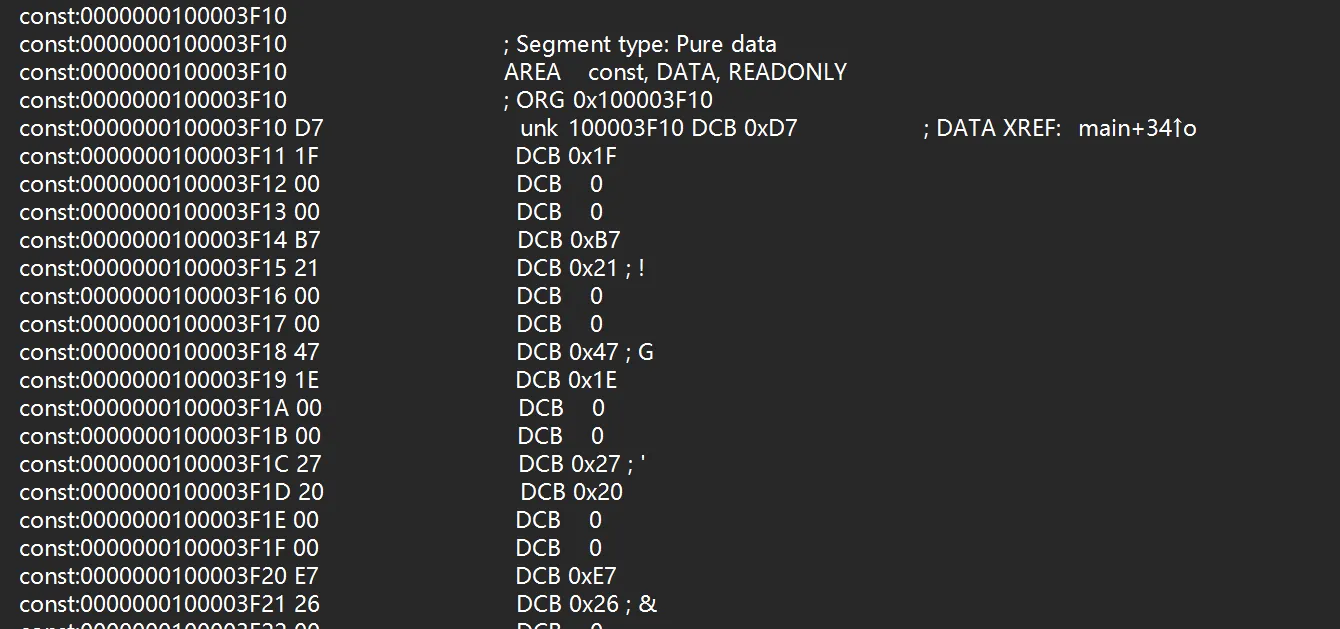 const:0000000100003F10
const:0000000100003F10 ; Segment type: Pure data
const:0000000100003F10 AREA const, DATA, READONLY
const:0000000100003F10 ; ORG 0x100003F10
const:0000000100003F10 D7 unk 100003F10 DCB 0xD7 ; DATA XREF: main+34↑o
const:0000000100003F11 1F DCB 0x1F
const:0000000100003F12 00 DCB 0
const:0000000100003F13 00 DCB 0
const:0000000100003F14 B7 DCB 0xB7
const:0000000100003F15 21 DCB 0x21 ; !
const:0000000100003F16 00 DCB 0
const:0000000100003F17 00 DCB 0
const:0000000100003F18 47 DCB 0x47 ; G
const:0000000100003F19 1E DCB 0x1E
const:0000000100003F1A 00 DCB 0
const:0000000100003F1B 00 DCB 0
const:0000000100003F1C 27 DCB 0x27 ; '
const:0000000100003F1D 20 DCB 0x20
const:0000000100003F1E 00 DCB 0
const:0000000100003F1F 00 DCB 0
const:0000000100003F20 E7 DCB 0xE7
const:0000000100003F21 26 DCB 0x26 ; &